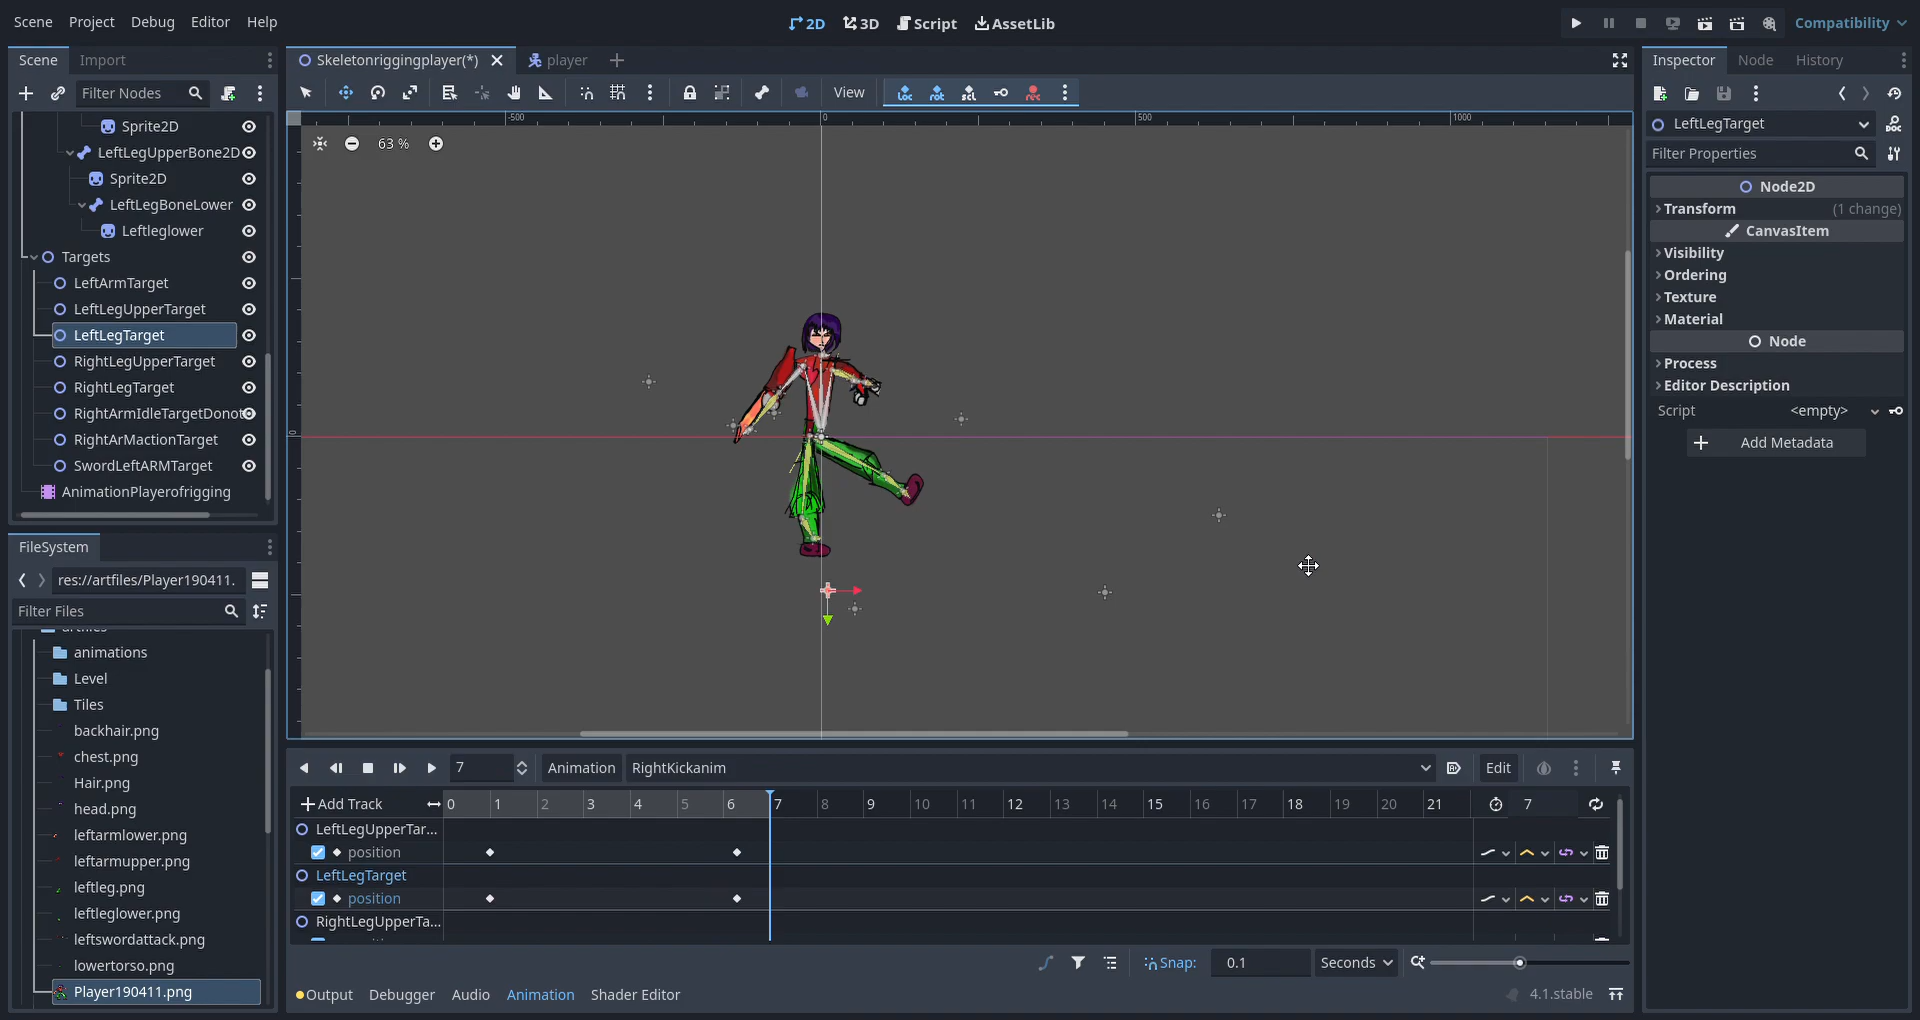 Scene Project Debug Editor Help
2D 3D Script AssetLib
Compatibility
Scene Import
Skeletonriggingplayer(*)
player
Inspector Node History
Filter Nodes
View
LeftLegTarget
Filter Properties
Sprite2D
LeftLegUpperBone2D
Sprite2D
LeftLegBoneLower
Leftleglower
Targets
LeftArmTarget
LeftLegUpperTarget
LeftLegTarget
RightLegUpperTarget
RightLegTarget
RightArmIdleTargetDonot
RightArMactionTarget
SwordLeftARMTarget
AnimationPlayerofrigging
-500 0 500 1000
0
63 %
Node2D
Transform (1 change)
CanvasItem
Visibility
Ordering
Texture
Material
Node
Process
Editor Description
Script <empty>
Add Metadata
FileSystem
res://artfiles/Player190411.
Filter Files
artfiles
animations
Level
Tiles
backhair.png
chest.png
Hair.png
head.png
leftarmlower.png
leftarmupper.png
leftleg.png
leftleglower.png
leftswordattack.png
lowertorso.png
Player190411.png
7 Animation RightKickanim Edit
Add Track 0 1 2 3 4 5 6 7 8 9 10 11 12 13 14 15 16 17 18 19 20 21 7
LeftLegUpperTar...
position
LeftLegTarget
position
RightLegUpperTa...
Snap: 0.1 Seconds
Output Debugger Audio Animation Shader Editor 4.1.stable